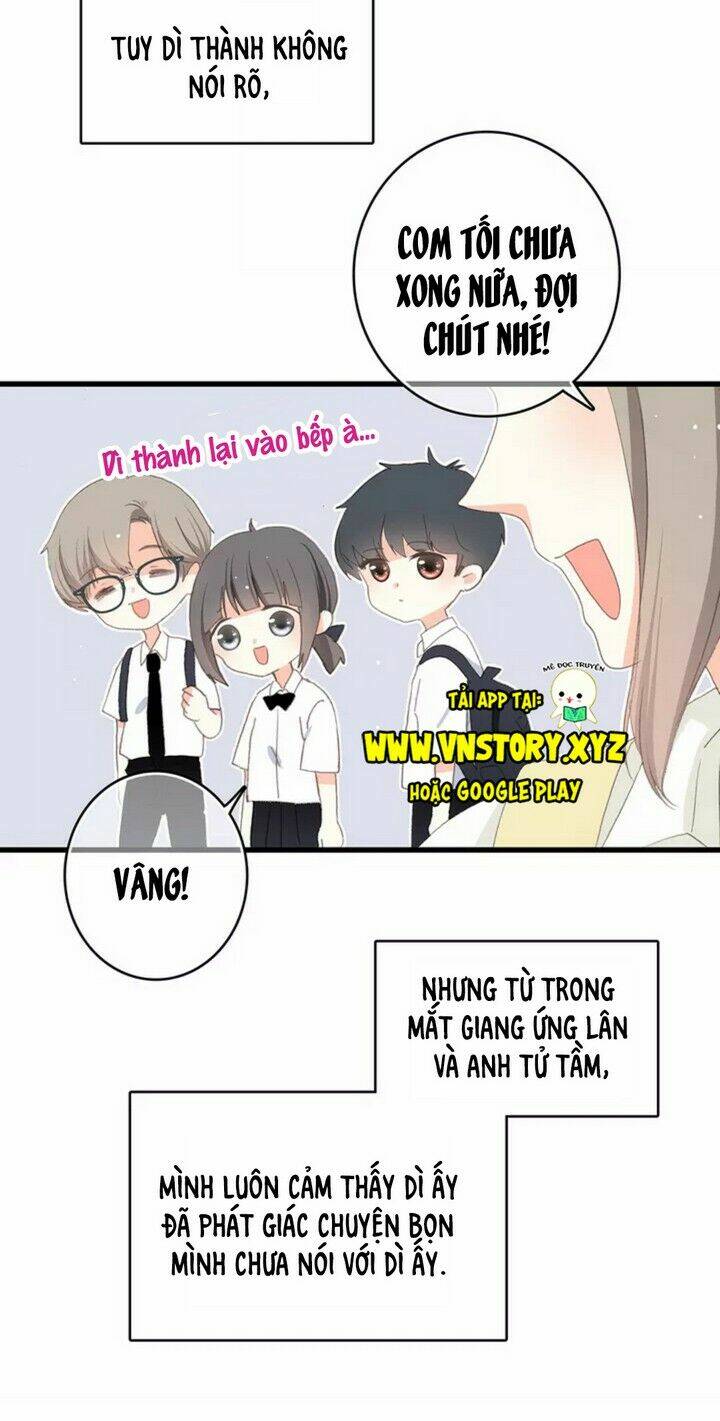 TUY DÌ THÀNH KHÔNG
NÓI RÕ,
COM TỐI CHƯA
XONG NỮA, ĐỢI
CHÚT NHÉ!
Dì thành lại vào bếp à...
MÊ ĐỌC TRUYỆN
TẢI APP TẠI:
WWW.VNSTORY.XYZ
HOẶC GOOGLE PLAY
VÂNG!
NHƯNG TỪ TRONG
MẮT GIANG ỨNG LÂN
VÀ ANH TỬ TẦM,
MÌNH LUÔN CẢM THẤY DÌ ẤY
ĐÃ PHÁT GIÁC CHUYỆN BỌN
MÌNH CHƯA NÓI VỚI DÌ ẤY.